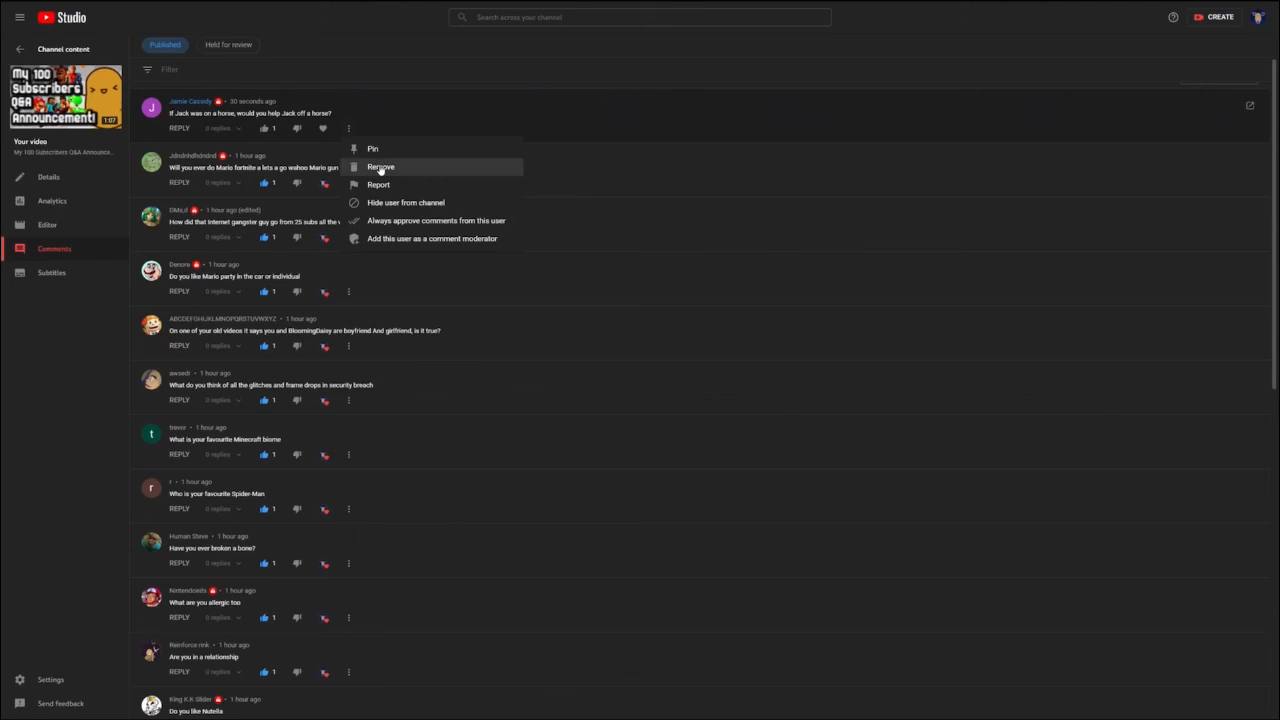 Studio
Search across your channel
CREATE
Channel content
Published
Held for review
Filter
My 100
Subscribers
Q&A
Announcement!
1:07
Your video
My 100 Subscribers Q&A Announce...
Details
Analytics
Editor
Comments
Subtitles
Settings
Send feedback
Jamie Cassidy • 30 seconds ago
If Jack was on a horse, would you help Jack off a horse?
REPLY 0 replies 1
Pin
Remove
Report
Hide user from channel
Always approve comments from this user
Add this user as a comment moderator
Jdndnhdhdndnd • 1 hour ago
Will you ever do Mario fortnite a lets a go wahoo Mario gun
REPLY 0 replies 1
1 hour ago (edited)
How did that Internet gangster guy go from 25 subs all the
REPLY 0 replies 1
Denore • 1 hour ago
Do you like Mario party in the car or individual
REPLY 0 replies 1
ABCDEFGHIJKLMNOPQRSTUVWXYZ • 1 hour ago
On one of your old videos it says you and BloomingDaisy are boyfriend And girlfriend, is it true?
REPLY 0 replies 1
awsedr • 1 hour ago
What do you think of all the glitches and frame drops in security breach
REPLY 0 replies 1
t
trevor • 1 hour ago
What is your favourite Minecraft biome
REPLY 0 replies 1
r
r • 1 hour ago
Who is your favourite Spider-Man
REPLY 0 replies 1
Human Steve • 1 hour ago
Have you ever broken a bone?
REPLY 0 replies 1
1 hour ago
What are you allergic too
REPLY 0 replies 1
Reinforce rink • 1 hour ago
Are you in a relationship
REPLY 0 replies 1
King K.K Slider • 1 hour ago
Do you like Nutella